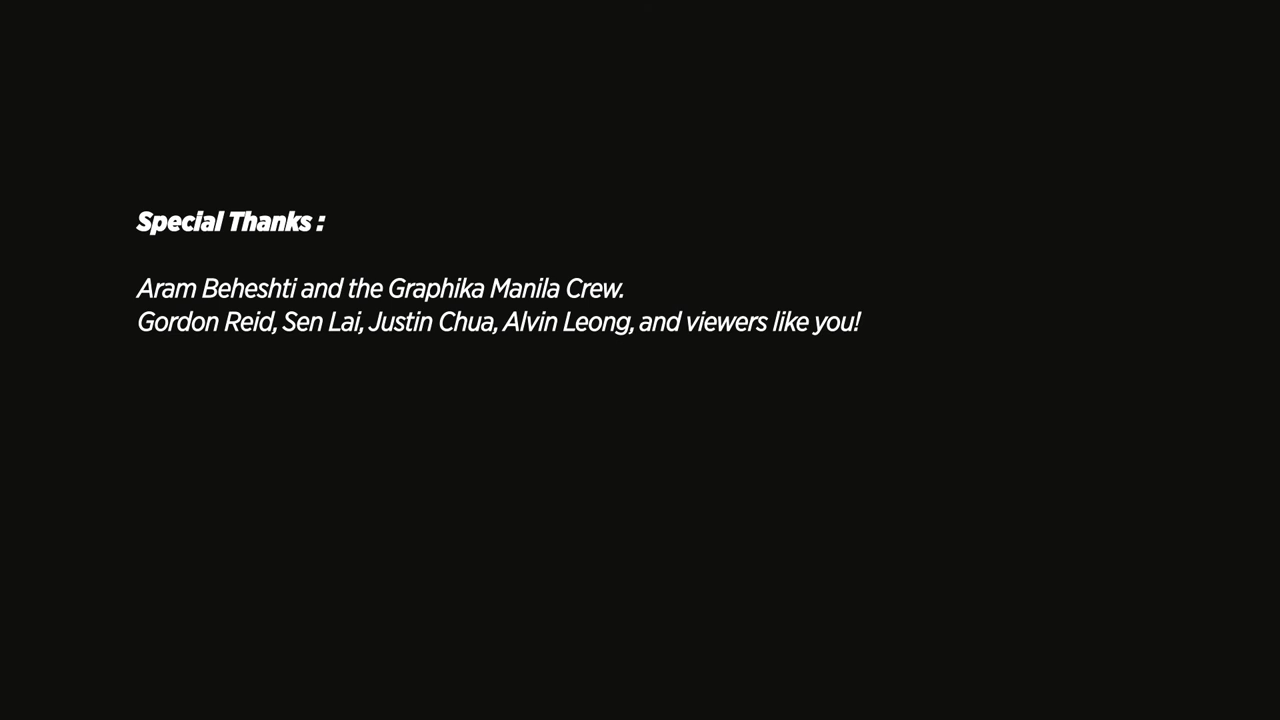 Special Thanks :
Aram Beheshti and the Graphika Manila Crew.
Gordon Reid, Sen Lai, Justin Chua, Alvin Leong, and viewers like you!